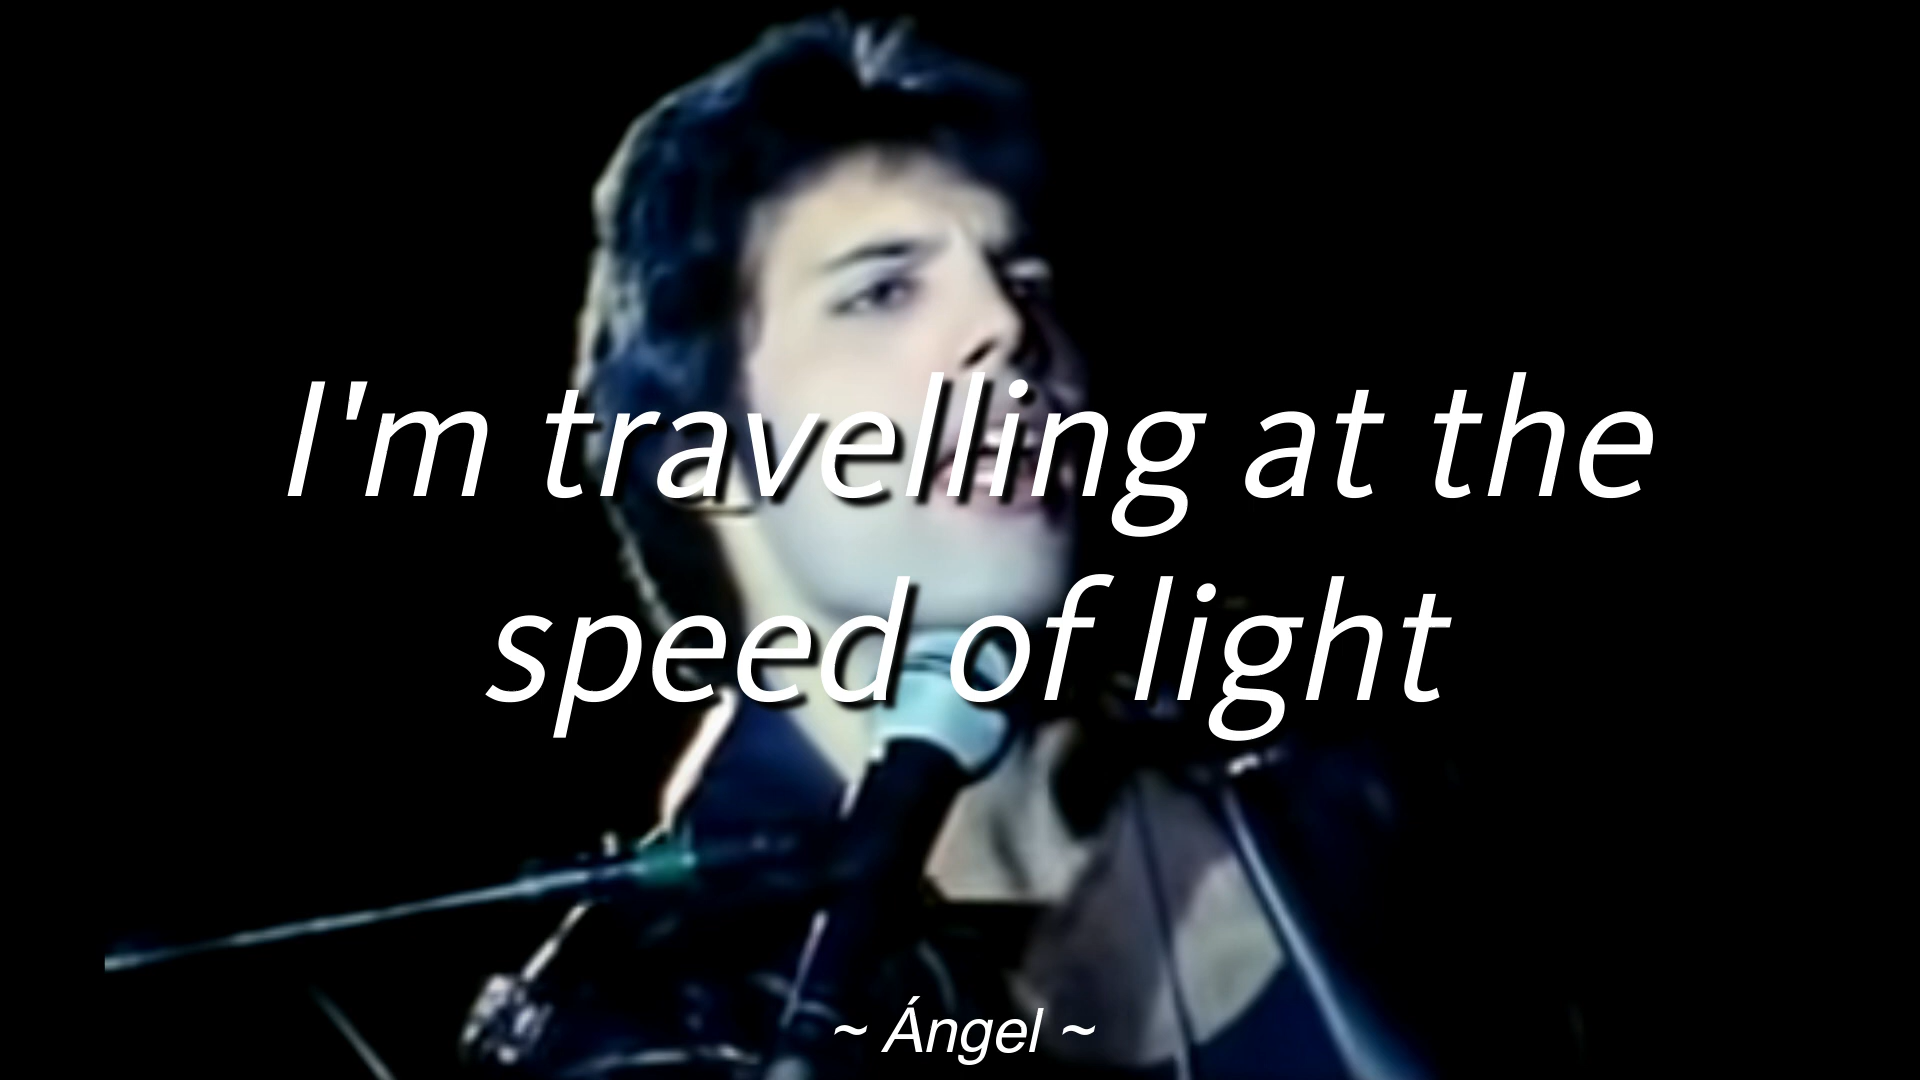 I'm travelling at the
speed of light
~ Ángel ~